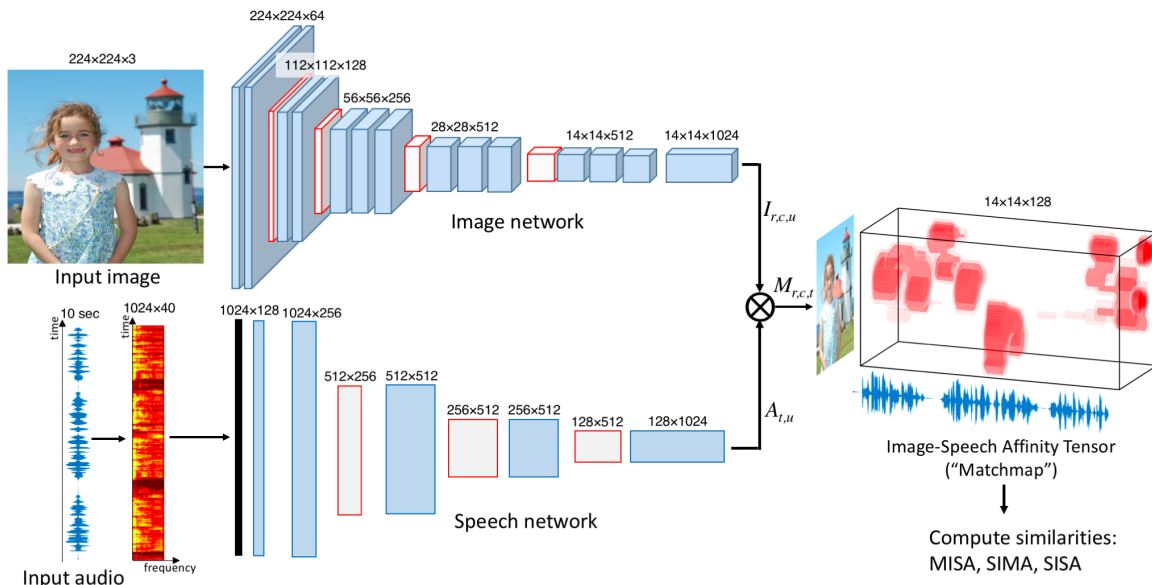 224×224×64
224×224×3
112×112×128
56×56×256
28×28×512
14×14×512
14×14×1024
Image network
Input image
I_{r,c,u}
M_{r,c,t}
A_{t,u}
14×14×128
10 sec
1024×40
time
time
frequency
Input audio
1024×128
1024×256
512×256
512×512
256×512
256×512
128×512
128×1024
Speech network
Image-Speech Affinity Tensor
(“Matchmap”)
Compute similarities:
MISA, SIMA, SISA